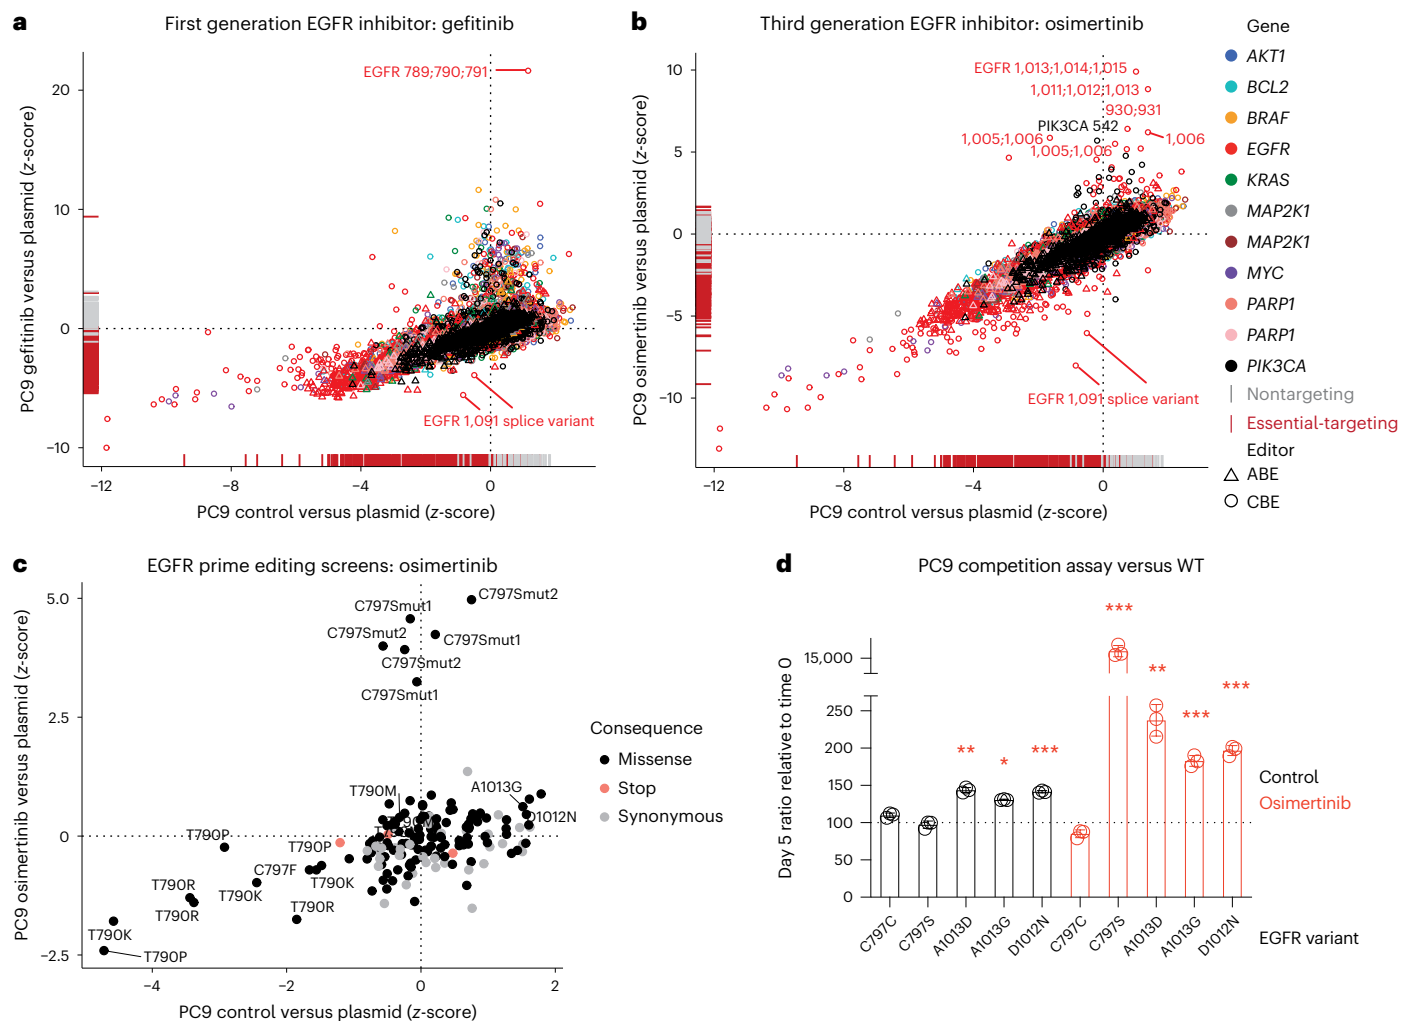 a
First generation EGFR inhibitor: gefitinib
PC9 gefitinib versus plasmid (z-score)
20
10
0
−10
EGFR 789;790;791
EGFR 1,091 splice variant
−12
−8
−4
0
PC9 control versus plasmid (z-score)
b
Third generation EGFR inhibitor: osimertinib
PC9 osimertinib versus plasmid (z-score)
10
5
0
−5
−10
EGFR 1,013;1,014;1,015
1,011;1,012;1,013
930;931
PIK3CA 542
1,005;1,006
1,006
1,005;1,006
EGFR 1,091 splice variant
−12
−8
−4
0
PC9 control versus plasmid (z-score)
Gene
AKT1
BCL2
BRAF
EGFR
KRAS
MAP2K1
MAP2K1
MYC
PARP1
PARP1
PIK3CA
Nontargeting
Essential-targeting
Editor
ABE
CBE
c
EGFR prime editing screens: osimertinib
PC9 osimertinib versus plasmid (z-score)
5.0
2.5
0
−2.5
C797Smut2
C797Smut1
C797Smut2
C797Smut1
C797Smut2
C797Smut1
T790M
A1013G
D1012N
T790P
T790P
C797F
T790K
T790K
T790R
T790R
T790R
T790K
T790P
−4
−2
0
2
PC9 control versus plasmid (z-score)
Consequence
Missense
Stop
Synonymous
d
PC9 competition assay versus WT
Day 5 ratio relative to time 0
15,000
250
200
150
100
50
0
**
*
***
***
**
***
***
C797C
C797S
A1013D
A1013G
D1012N
C797C
C797S
A1013D
A1013G
D1012N
Control
Osimertinib
EGFR variant